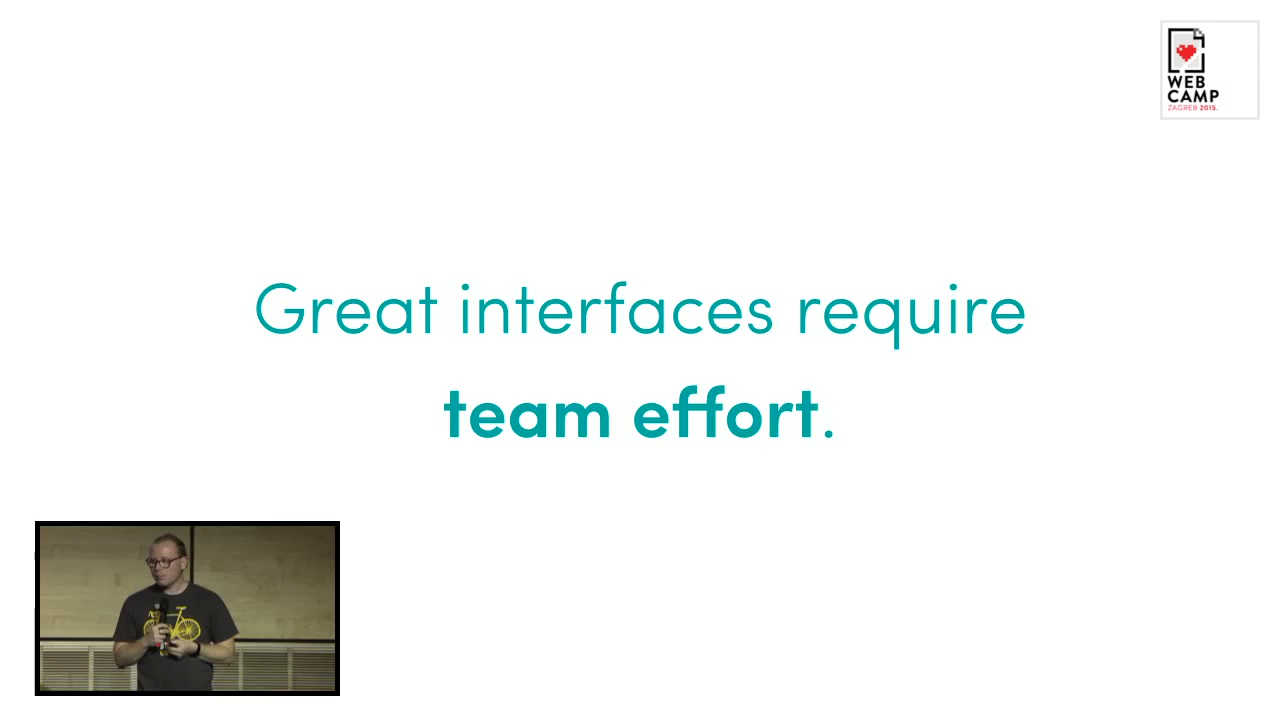 WEB
CAMP
ZAGREB 2015.
Great interfaces require
team effort.